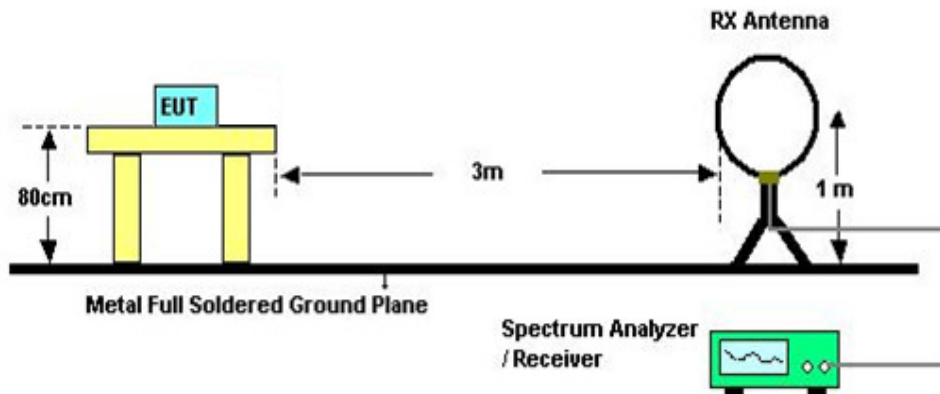 RX Antenna
EUT
80cm
3m
1 m
Metal Full Soldered Ground Plane
Spectrum Analyzer
/ Receiver